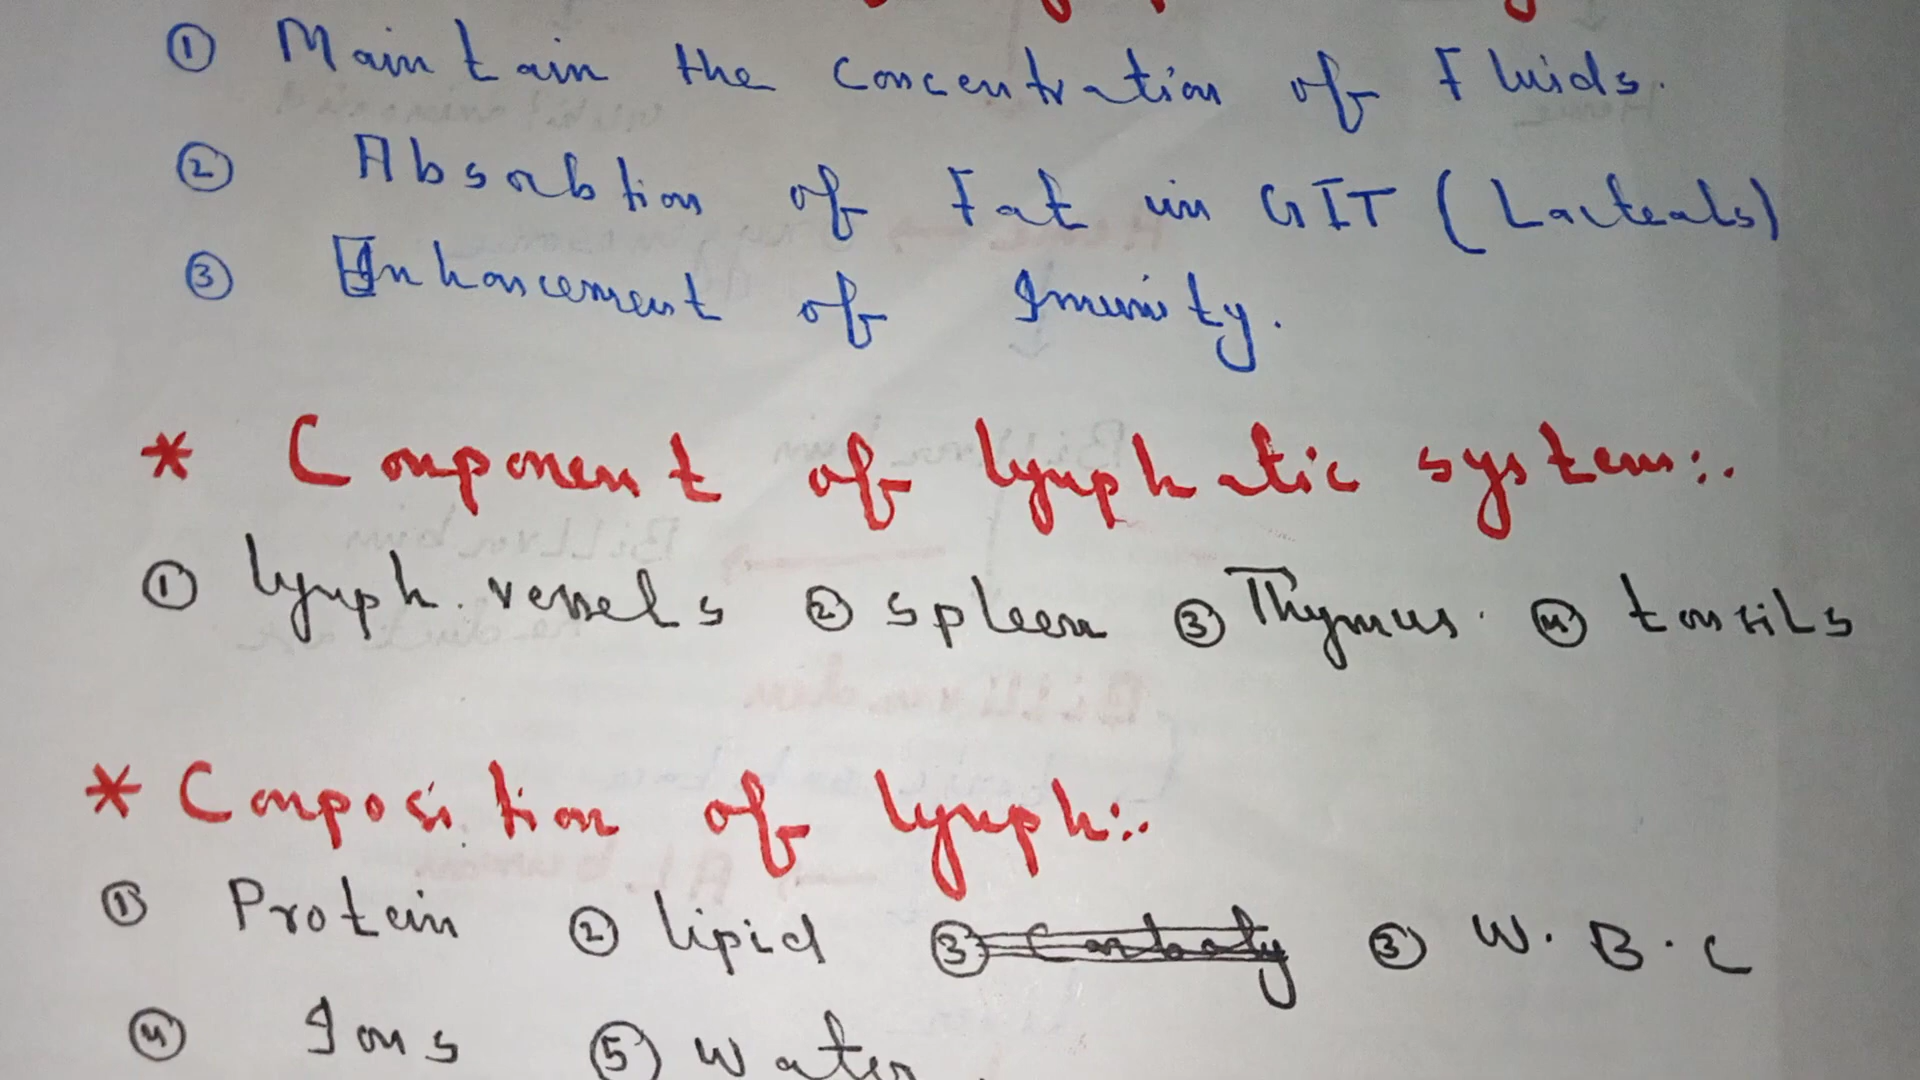 ① Maintain the concentration of Fluids.
② Absorbtion of Fat in GIT (Lacteals)
③ Enhancement of Imunity.
* Component of lymphatic system:.
① lymph. vessels ② spleen ③ Thymus. ④ tonsils
* Composition of lymph:.
① Protein ② lipid ③ W.B.C
④ Ions ⑤ Water.